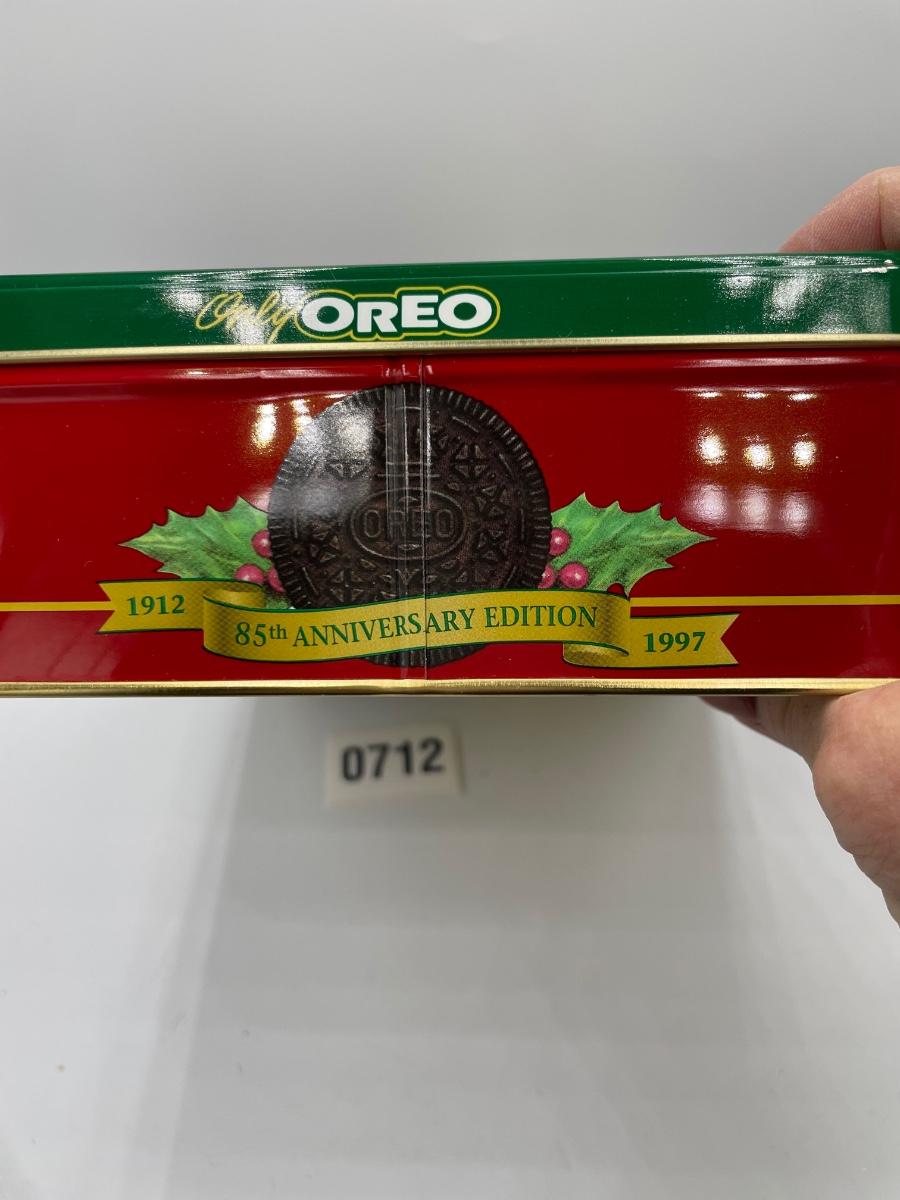 Only OREO
OREO
1912
85th ANNIVERSARY EDITION
1997
0712